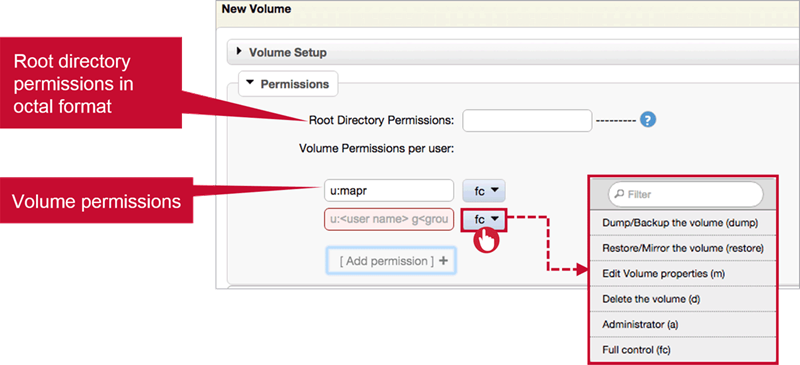 New Volume
Volume Setup
Root directory
permissions in
octal format
Permissions
Root Directory Permissions:
---------
?
Volume Permissions per user:
Volume permissions
u:mapr
fc
u:<user name> g<grou
fc
[ Add permission ] +
Filter
Dump/Backup the volume (dump)
Restore/Mirror the volume (restore)
Edit Volume properties (m)
Delete the volume (d)
Administrator (a)
Full control (fc)